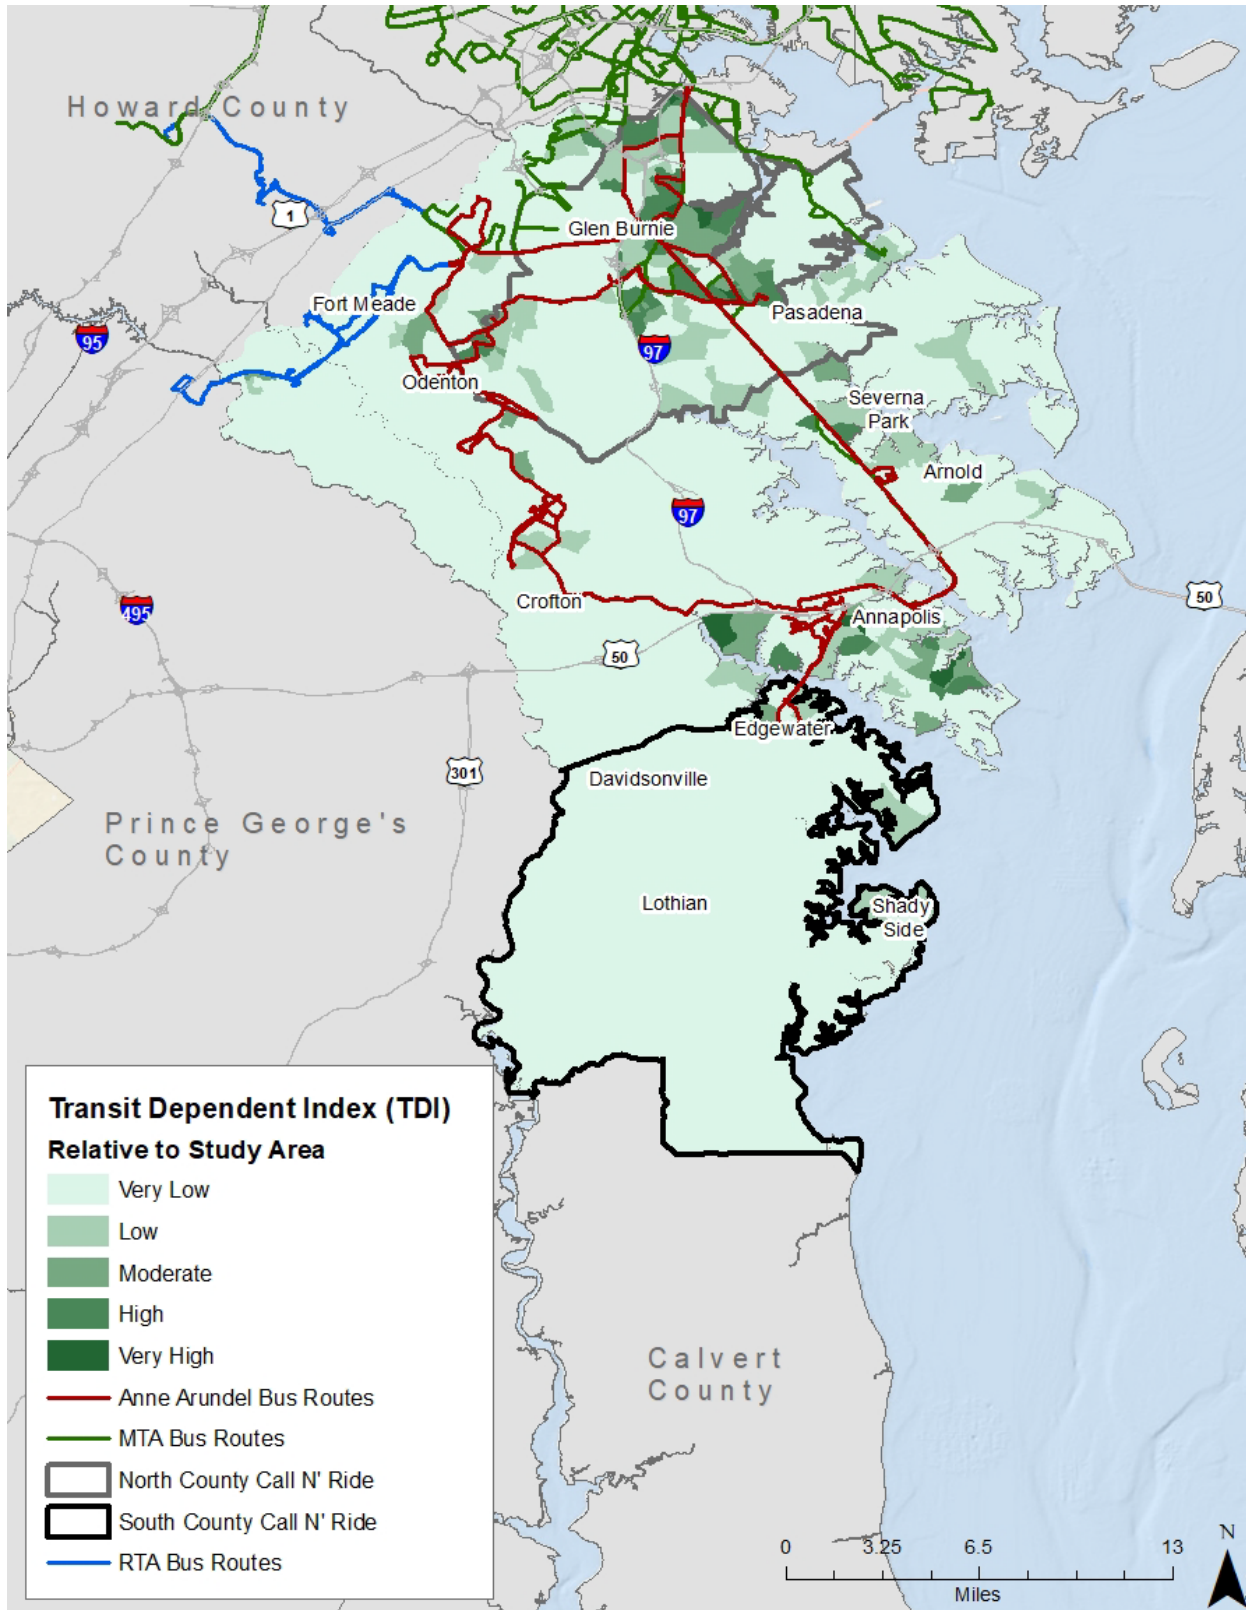 Howard County
1
Glen Burnie
Fort Meade
Pasadena
95
97
Odenton
Severna
Park
Arnold
97
495
Crofton
50
Annapolis
50
Edgewater
301
Davidsonville
Prince George's
County
Lothian
Shady
Side
Transit Dependent Index (TDI)
Relative to Study Area
Very Low
Low
Moderate
High
Very High
Anne Arundel Bus Routes
MTA Bus Routes
North County Call N' Ride
South County Call N' Ride
RTA Bus Routes
Calvert
County
N
0 3.25 6.5 13
Miles